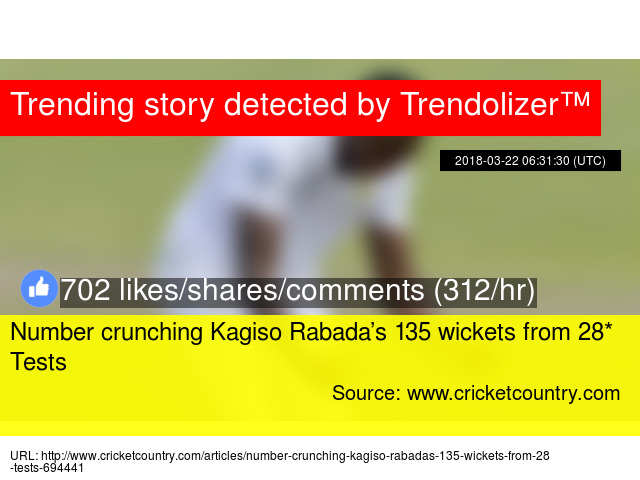 Trending story detected by Trendolizer™
2018-03-22 06:31:30 (UTC)
702 likes/shares/comments (312/hr)
Number crunching Kagiso Rabada’s 135 wickets from 28*
Tests
Source: www.cricketcountry.com
URL: http://www.cricketcountry.com/articles/number-crunching-kagiso-rabadas-135-wickets-from-28
-tests-694441